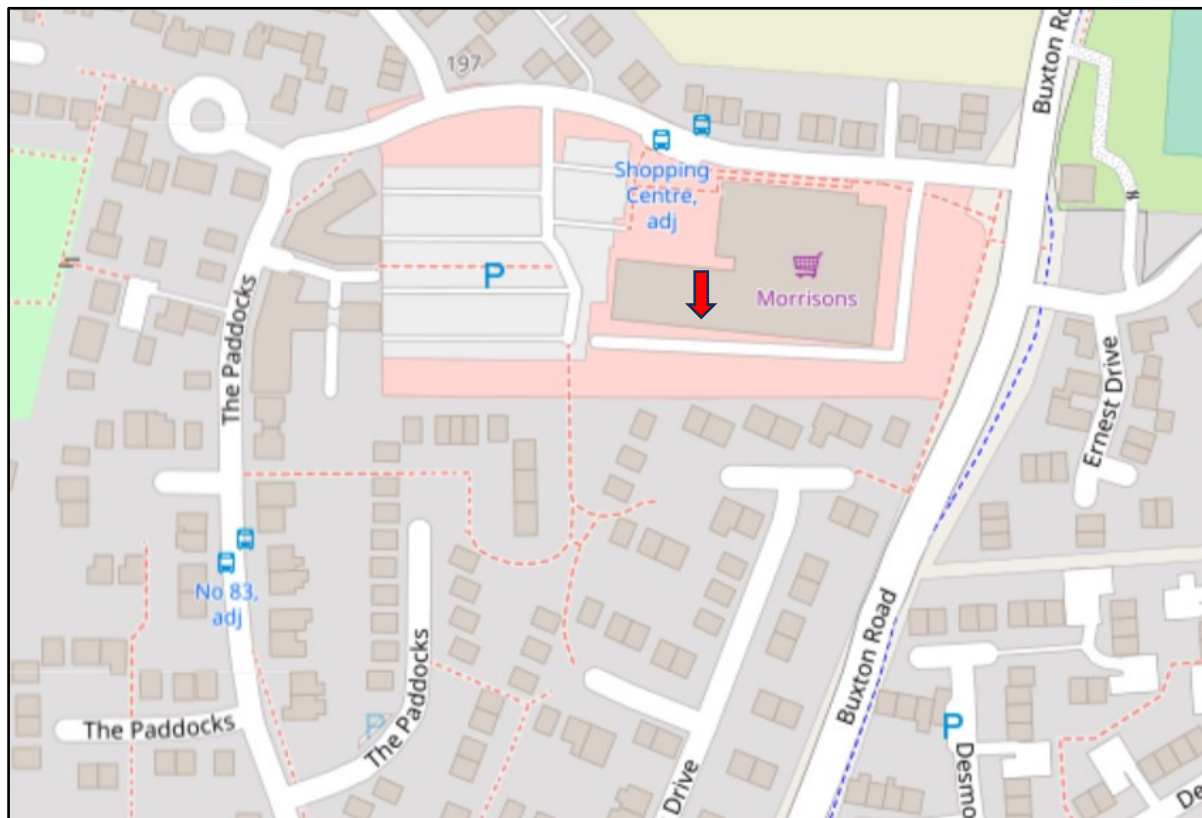 Buxton Ro
197
Shopping
Centre,
adj
P
Morrisons
The Paddocks
Ernest Drive
No 83,
adj
Buxton Road
The Paddocks
The Paddocks
P
P
Desmo
Drive
De